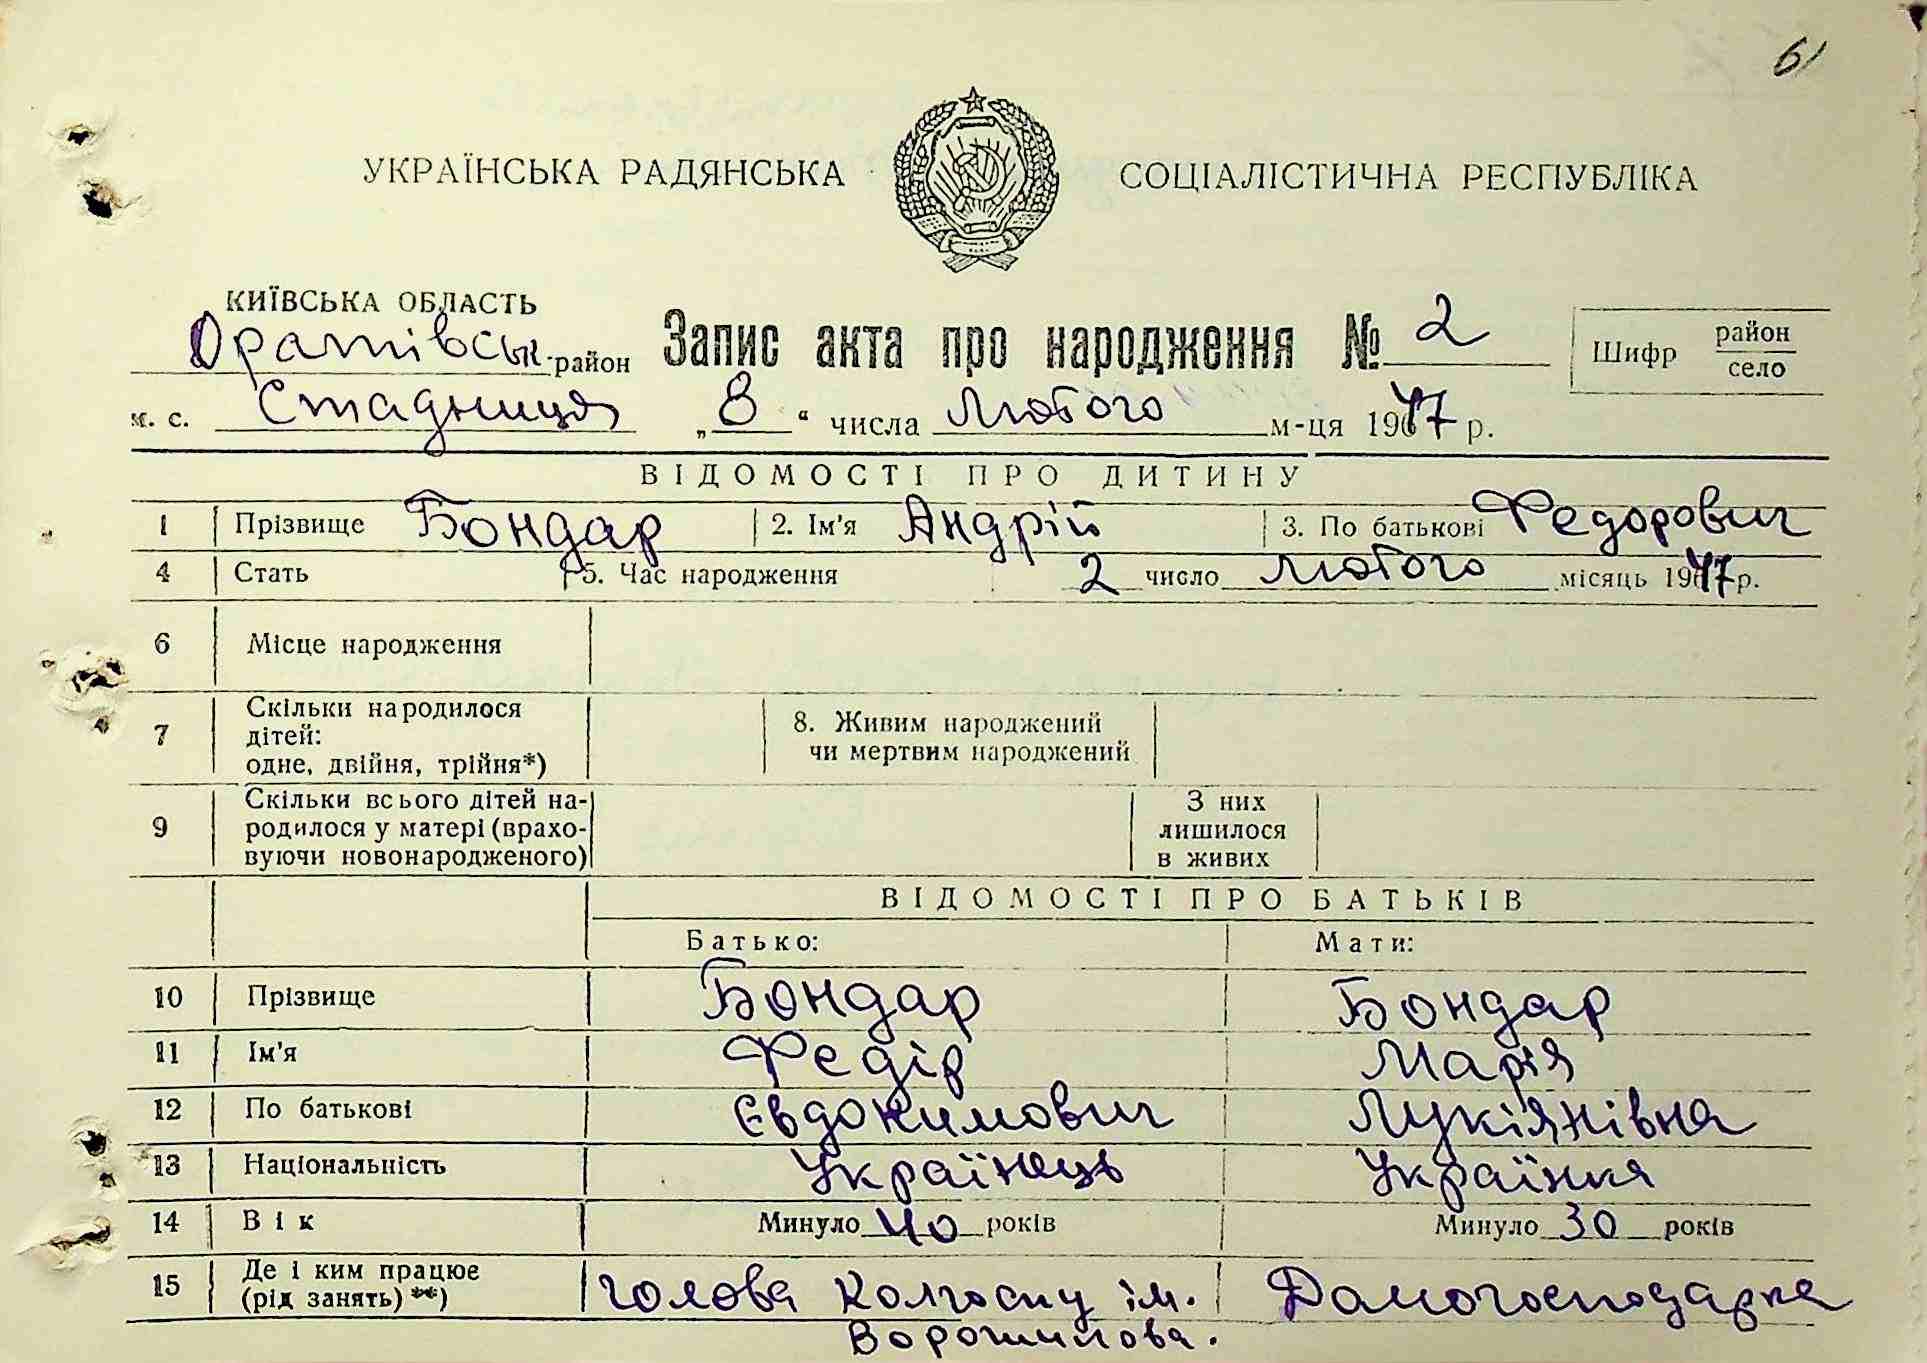 61
УКРАЇНСЬКА РАДЯНСЬКА СОЦІАЛІСТИЧНА РЕСПУБЛІКА
КИЇВСЬКА ОБЛАСТЬ
Оратівськ. район Запис акта про народження № 2 Шифр район село
м. с. Стадниця „8“ числа Лютого м-ця 1947 р.
ВІДОМОСТІ ПРО ДИТИНУ
1 Прізвище Бондар 2. Ім'я Андрій 3. По батькові Федорович
4 Стать 5. Час народження 2 число Лютого місяць 1947 р.
6 Місце народження
7 Скільки народилося дітей: одне, двійня, трійня*) 8. Живим народжений чи мертвим народжений
9 Скільки всього дітей народилося у матері (враховуючи новонародженого) З них лишилося в живих
ВІДОМОСТІ ПРО БАТЬКІВ
Батько: Мати:
10 Прізвище Бондар Бондар
11 Ім'я Федір Марія
12 По батькові Євдокимович Лукіянівна
13 Національність Українець Українка
14 Вік Минуло 40 років Минуло 30 років
15 Де і ким працює (рід занять) **) голова Колгоспу ім. Ворошилова. Домогосподарка